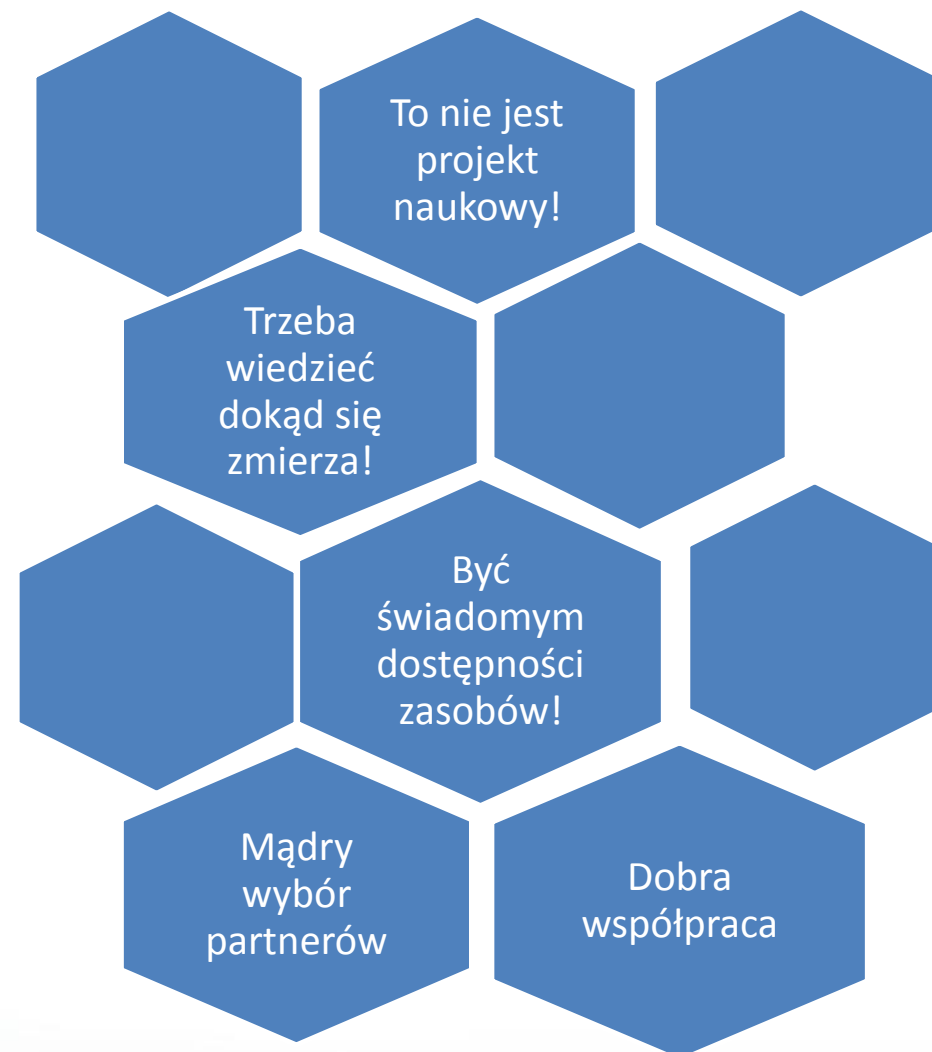 To nie jest
projekt
naukowy!
Trzeba
wiedzieć
dokąd się
zmierza!
Być
świadomym
dostępności
zasobów!
Mądry
wybór
partnerów
Dobra
współpraca